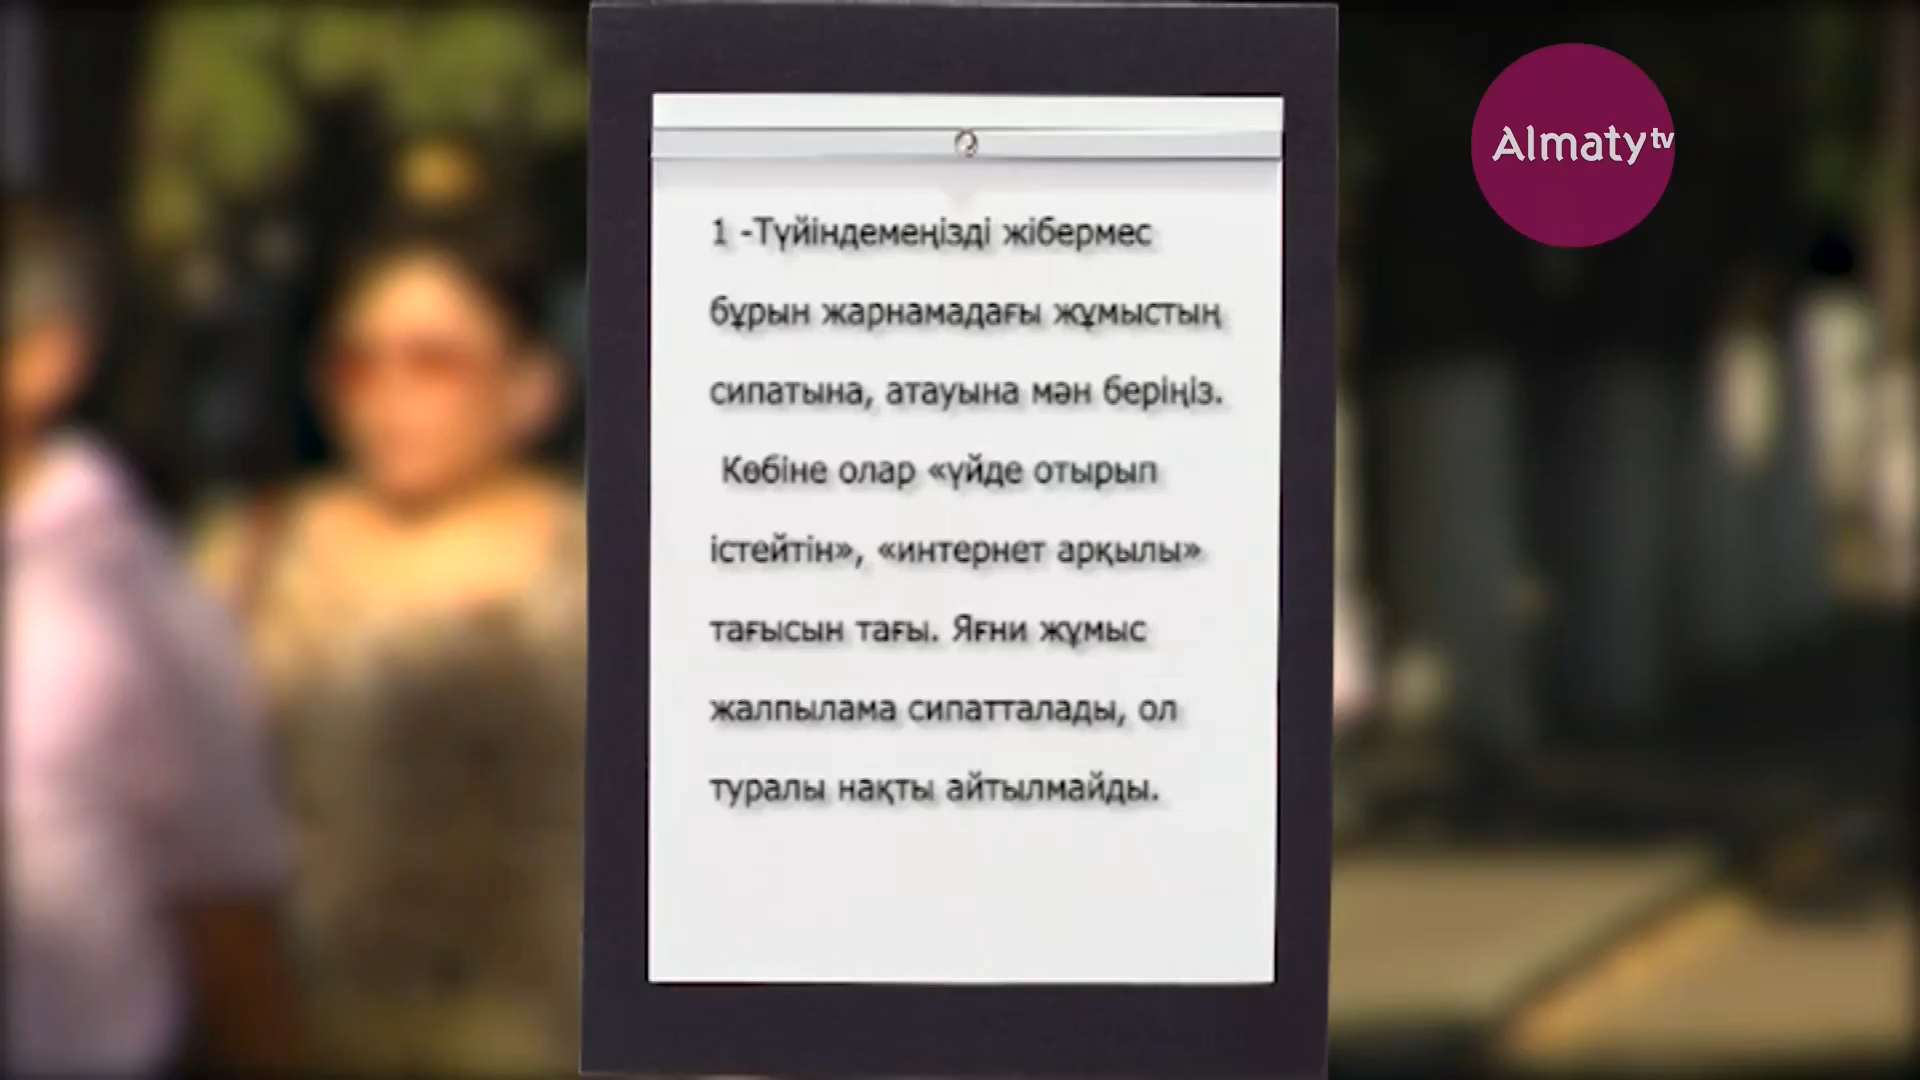 Almaty tv
1 -Түйіндемеңізді жібермес
бұрын жарнамадағы жұмыстың
сипатына, атауына мән беріңіз.
Көбіне олар «үйде отырып
істейтін», «интернет арқылы»
тағысын тағы. Яғни жұмыс
жалпылама сипатталады, ол
туралы нақты айтылмайды.